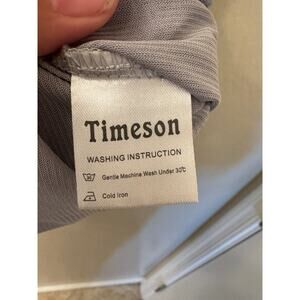 Timeson
WASHING INSTRUCTION
Gentle Machine Wash Under 30℃
Cold Iron